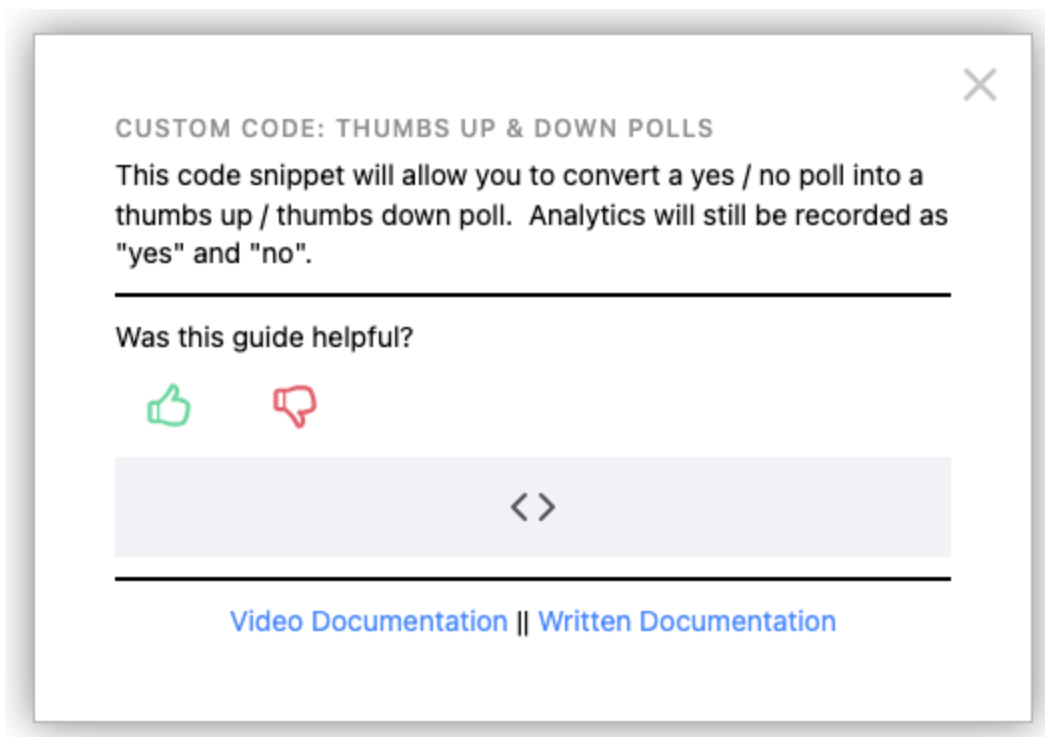 CUSTOM CODE: THUMBS UP & DOWN POLLS
This code snippet will allow you to convert a yes / no poll into a
thumbs up / thumbs down poll.  Analytics will still be recorded as
"yes" and "no".
Was this guide helpful?
<>
Video Documentation || Written Documentation